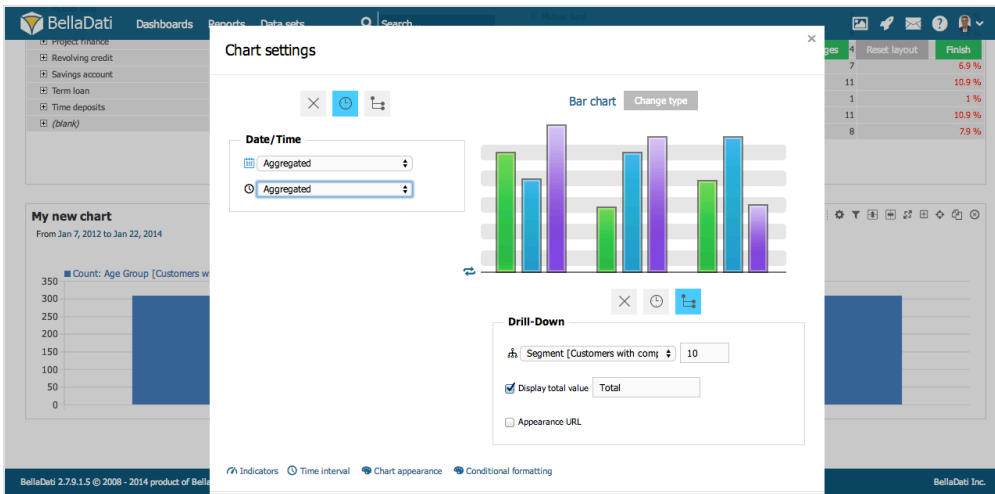 BellaDati Dashboards Reports Data sets Search
Mutual fund
Project finance
Revolving credit
Savings account
Term loan
Time deposits
(blank)
4 Reset layout Finish
7 6.9 %
11 10.9 %
1 1 %
11 10.9 %
8 7.9 %
Chart settings
Bar chart Change type
Date/Time
Aggregated
Aggregated
Drill-Down
Segment [Customers with comp 10
Display total value Total
Appearance URL
Indicators Time interval Chart appearance Conditional formatting
My new chart
From Jan 7, 2012 to Jan 22, 2014
Count: Age Group [Customers w
350
300
250
200
150
100
50
0
BellaDati 2.7.9.1.5 © 2008 - 2014 product of Bella
BellaDati Inc.